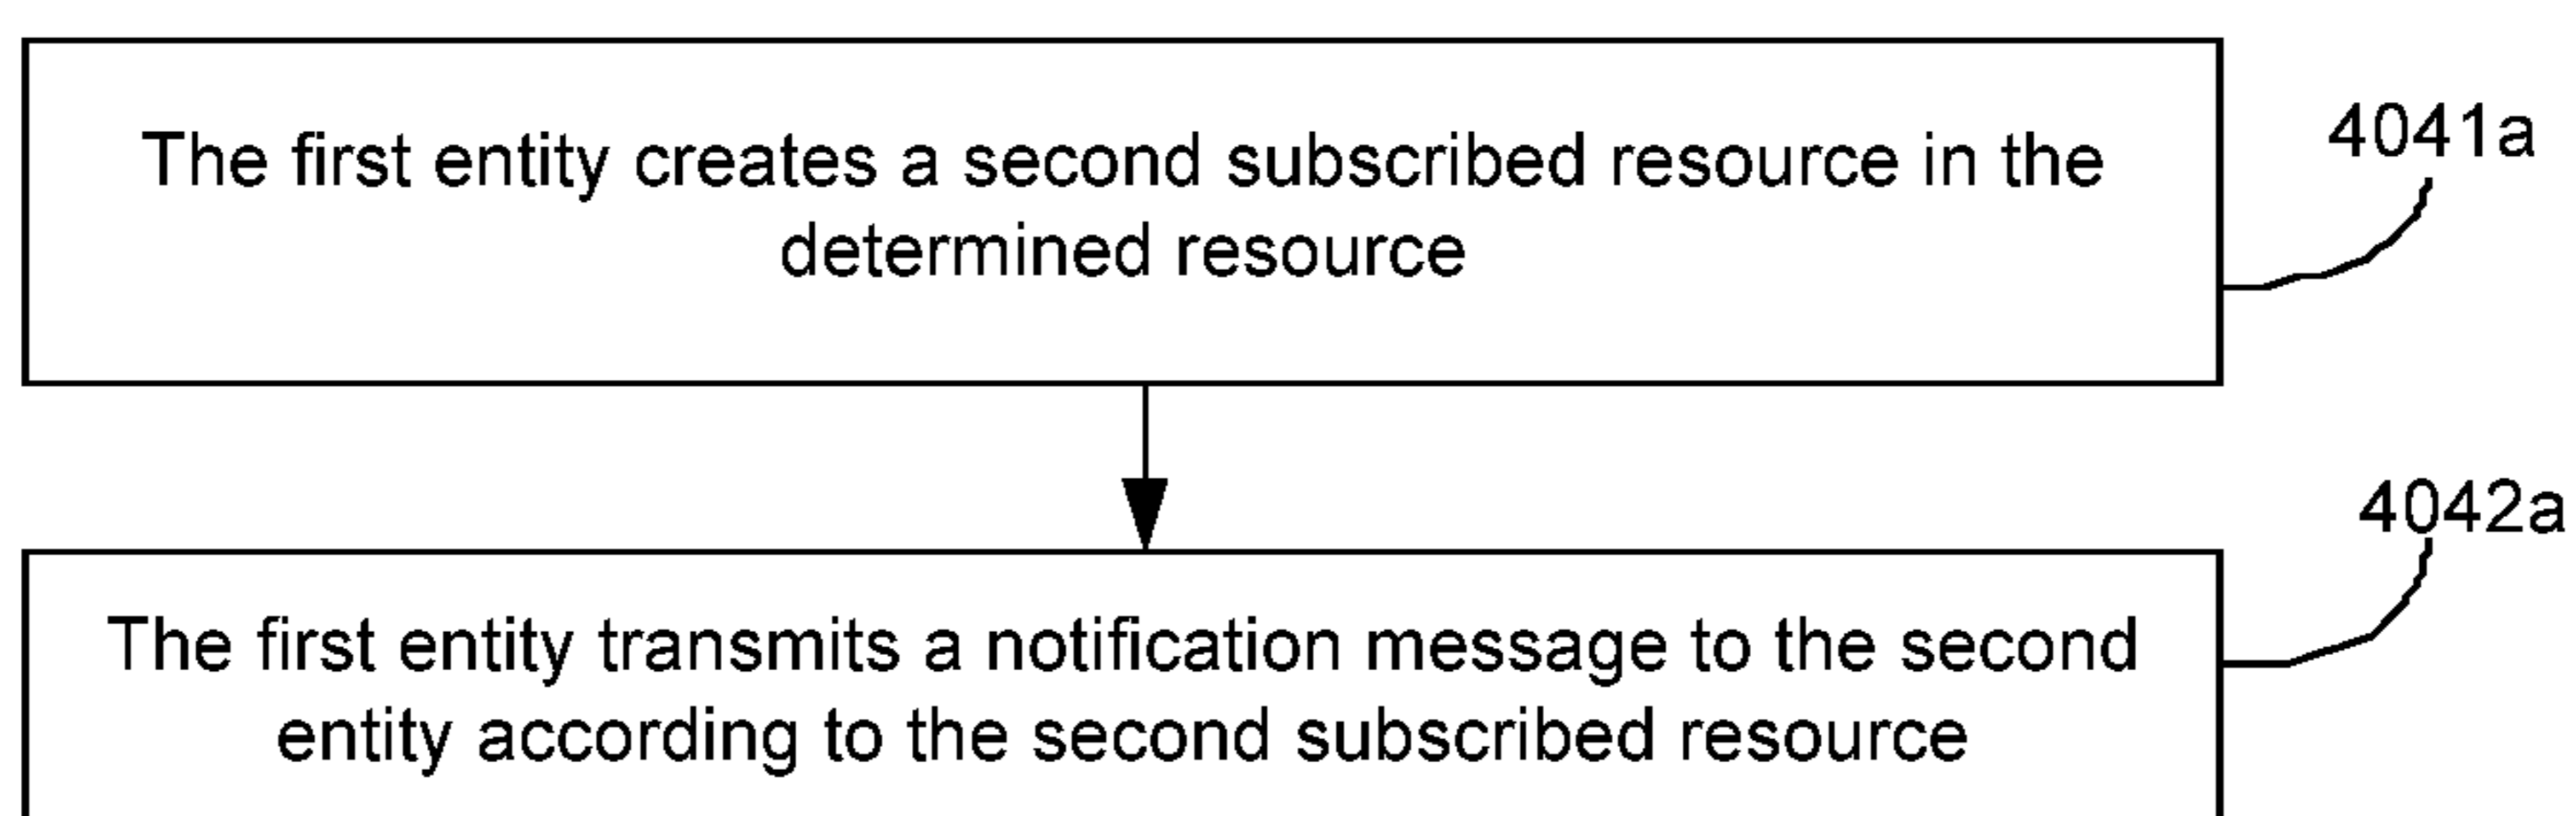 The first entity creates a second subscribed resource in the
determined resource
4041a
The first entity transmits a notification message to the second
entity according to the second subscribed resource
4042a